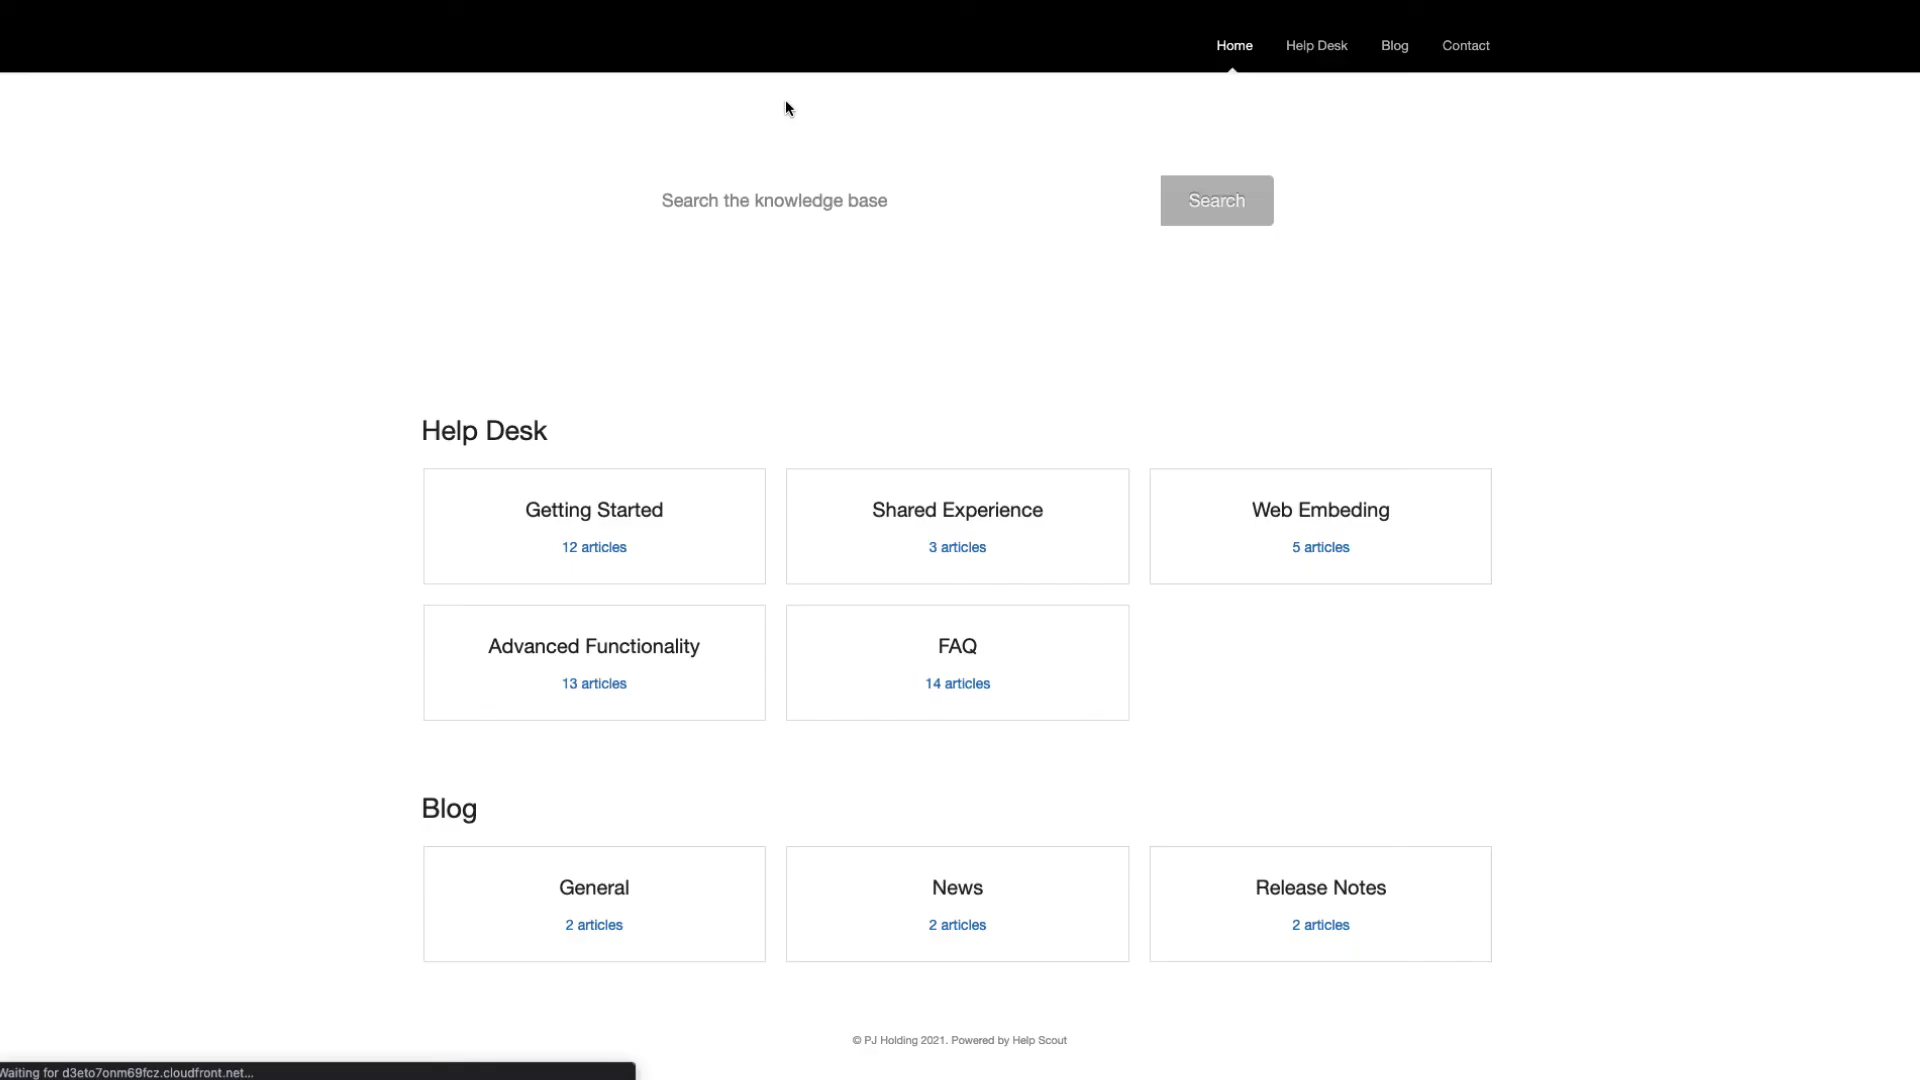 Home Help Desk Blog Contact
Search the knowledge base Search
Help Desk
Getting Started Shared Experience Web Embeding
12 articles 3 articles 5 articles
Advanced Functionality FAQ
13 articles 14 articles
Blog
General News Release Notes
2 articles 2 articles 2 articles
© PJ Holding 2021. Powered by Help Scout
Waiting for d3eto7onm69fcz.cloudfront.net...